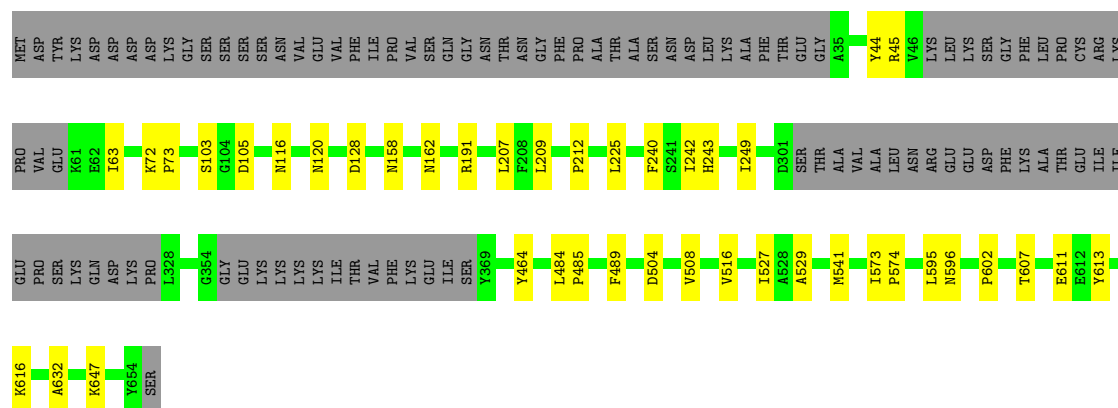 MET ASP TYR LYS ASP ASP ASP ASP LYS GLY SER SER SER SER ASN VAL GLU VAL PHE ILE PRO VAL SER GLN GLY ASN THR ASN GLY PHE PRO ALA THR ALA SER ASN ASP LEU LYS ALA PHE THR GLU GLY A35 Y44 R45 V46 LYS LEU LYS SER GLY PHE LEU PRO CYS ARG LYS
PRO VAL GLU K61 E62 I63 K72 P73 S103 G104 D105 N116 N120 D128 N158 N162 R191 L207 F208 L209 P212 L225 F240 S241 I242 H243 I249 D301 SER THR ALA VAL ALA LEU ASN ARG GLU GLU ASP PHE LYS ALA THR GLU ILE ILE
GLU PRO SER LYS GLN ASP LYS PRO L328 G354 GLY GLU LYS LYS LYS LYS ILE THR VAL PHE LYS GLU ILE SER Y369 Y464 L484 P485 F489 D504 V508 V516 I527 A528 A529 M541 I573 P574 L595 N596 P602 T607 E611 E612 Y613
K616 A632 K647 Y654 SER